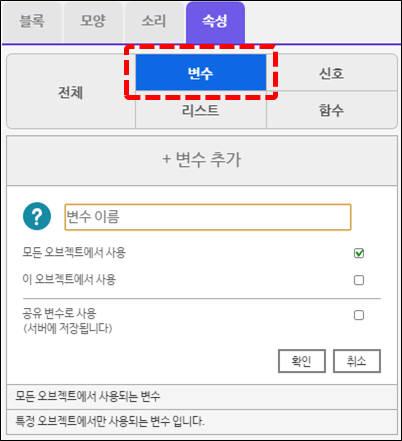 블록 모양 소리 속성
전체 변수 신호
리스트 함수
+ 변수 추가
? 변수 이름
모든 오브젝트에서 사용
이 오브젝트에서 사용
공유 변수로 사용
(서버에 저장됩니다)
확인 취소
모든 오브젝트에서 사용되는 변수
특정 오브젝트에서만 사용되는 변수 입니다.